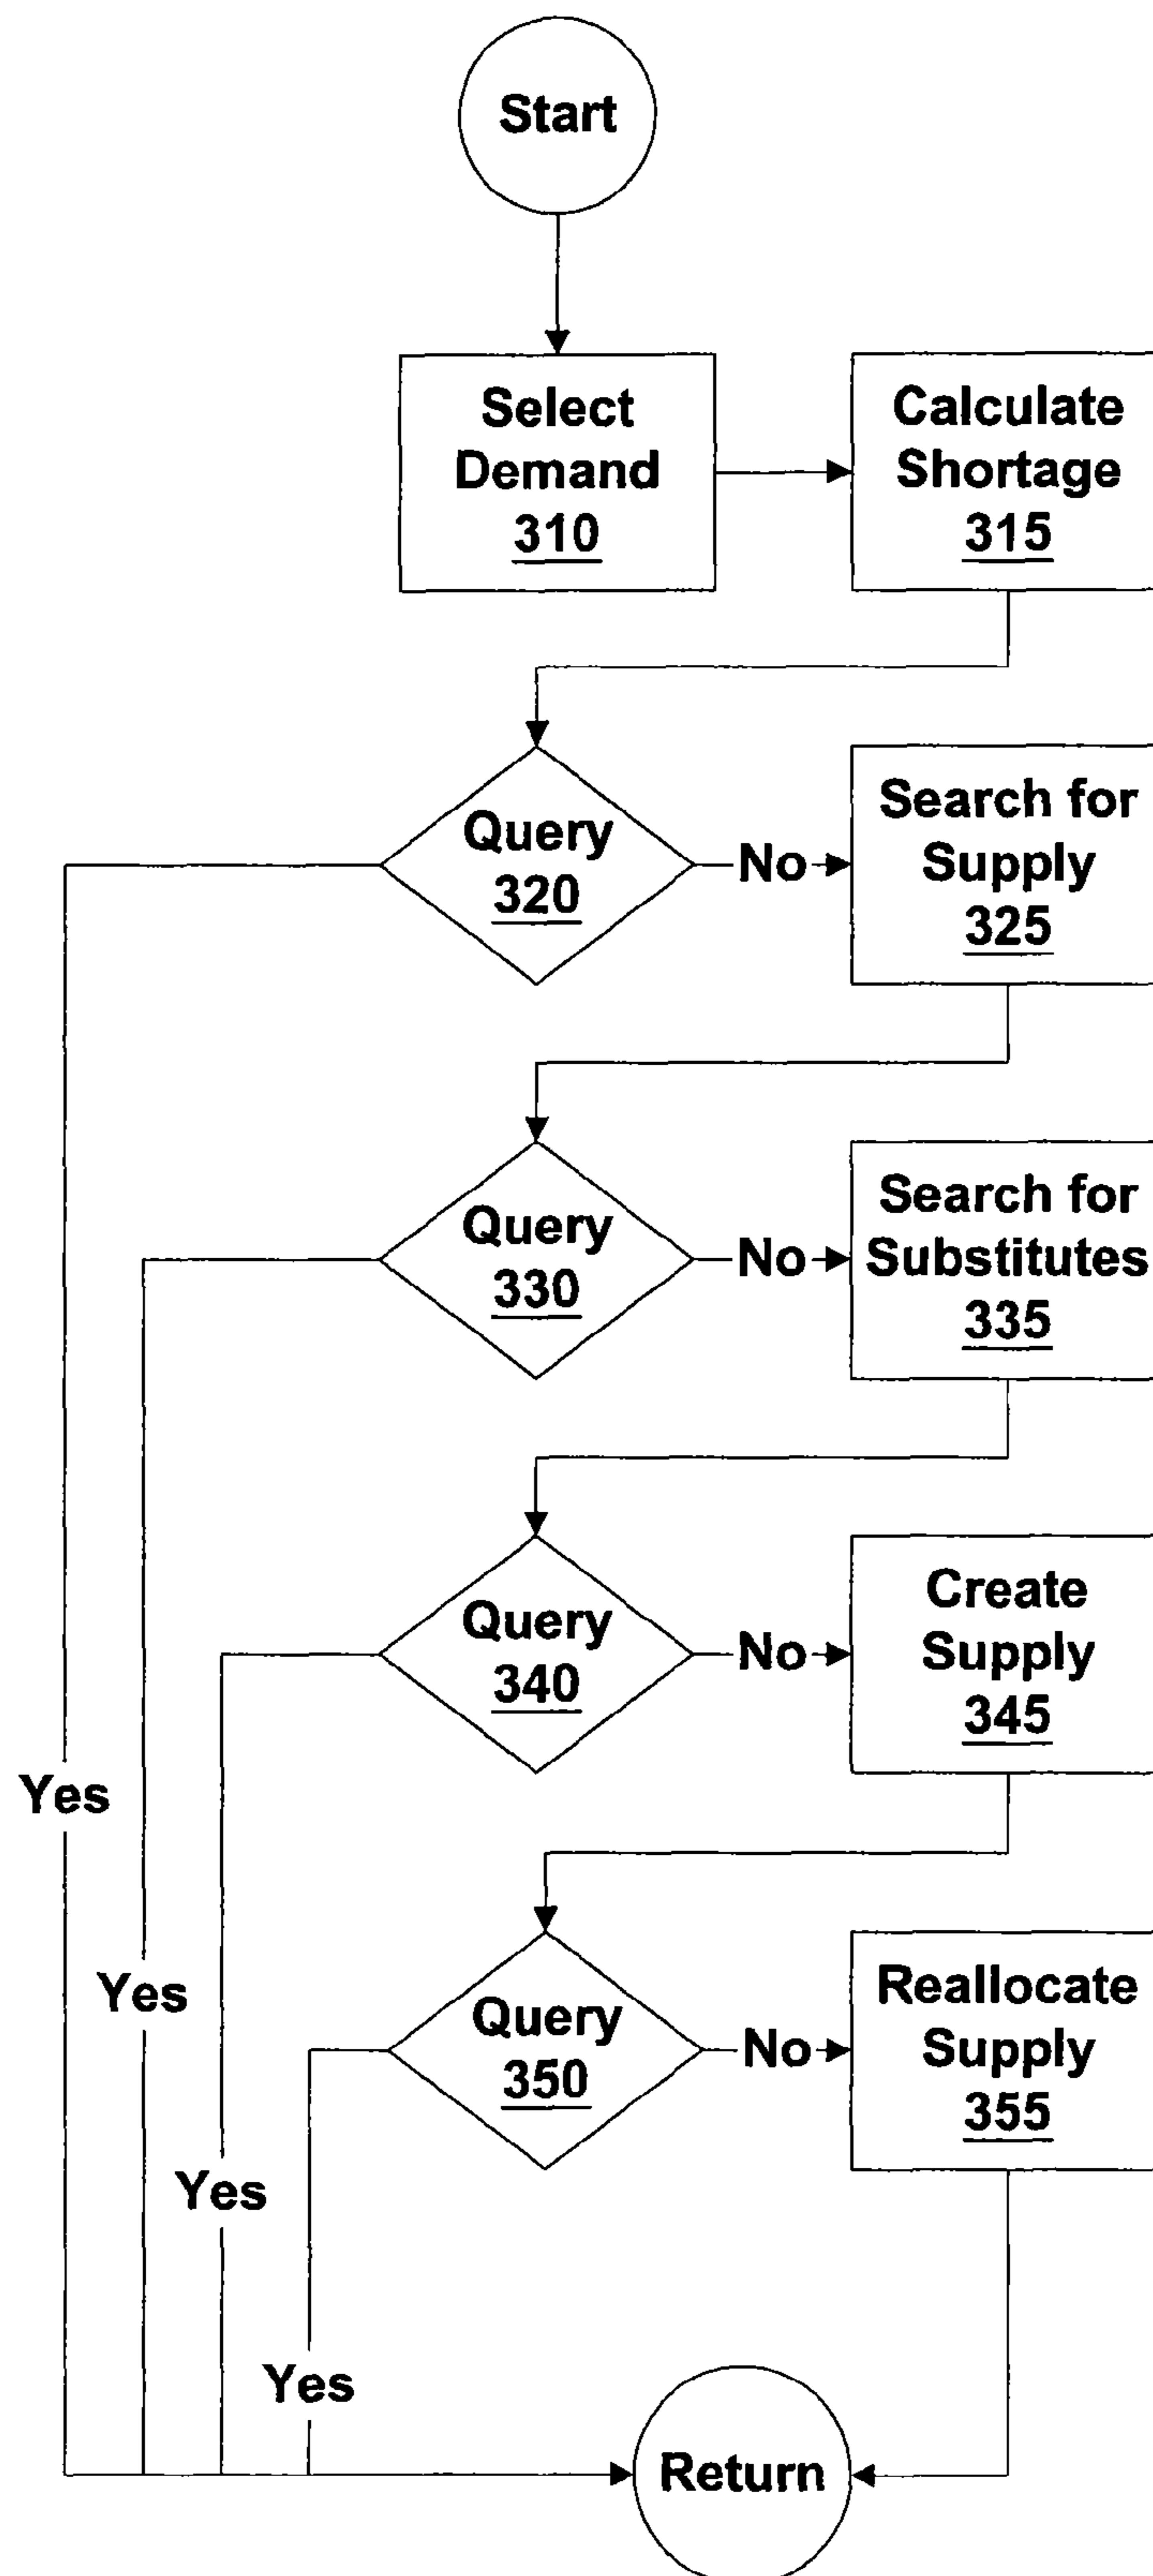 Start
Select
Demand
310
Calculate
Shortage
315
Query
320
No
Search for
Supply
325
Query
330
No
Search for
Substitutes
335
Query
340
No
Create
Supply
345
Yes
Query
350
No
Reallocate
Supply
355
Yes
Yes
Yes
Return